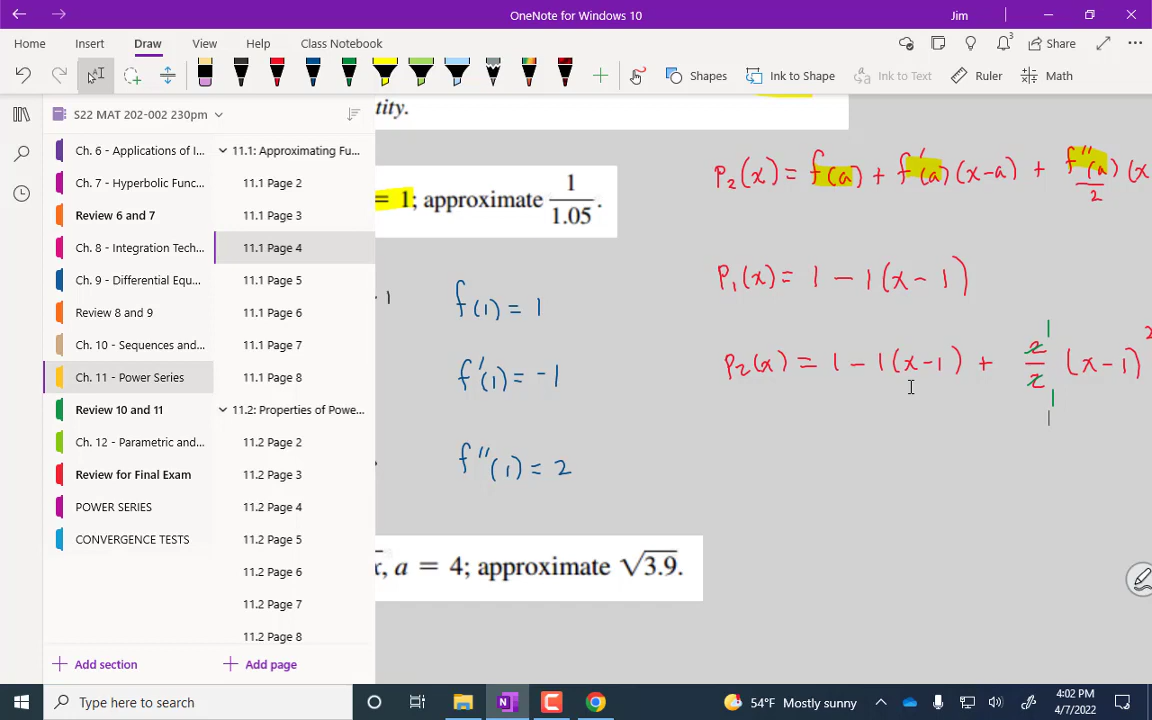 OneNote for Windows 10
Jim
Home Insert Draw View Help Class Notebook
Share
Shapes Ink to Shape Ink to Text Ruler Math
S22 MAT 202-002 230pm
Ch. 6 - Applications of I...
Ch. 7 - Hyperbolic Func...
Review 6 and 7
Ch. 8 - Integration Tech...
Ch. 9 - Differential Equ...
Review 8 and 9
Ch. 10 - Sequences and...
Ch. 11 - Power Series
Review 10 and 11
Ch. 12 - Parametric and...
Review for Final Exam
POWER SERIES
CONVERGENCE TESTS
Add section
11.1: Approximating Fu...
11.1 Page 2
11.1 Page 3
11.1 Page 4
11.1 Page 5
11.1 Page 6
11.1 Page 7
11.1 Page 8
11.2: Properties of Powe...
11.2 Page 2
11.2 Page 3
11.2 Page 4
11.2 Page 5
11.2 Page 6
11.2 Page 7
11.2 Page 8
Add page
tity.
= 1; approximate 1/1.05.
f(1) = 1
f'(1) = -1
f''(1) = 2
x, a = 4; approximate √3.9.
P₂(x) = f(a) + f'(a)(x-a) + f''(a)/2 (x
P₁(x) = 1 - 1(x-1)
P₂(x) = 1 - 1(x-1) + 2/2 (x-1)²
1
1
Type here to search
54°F Mostly sunny
4:02 PM
4/7/2022